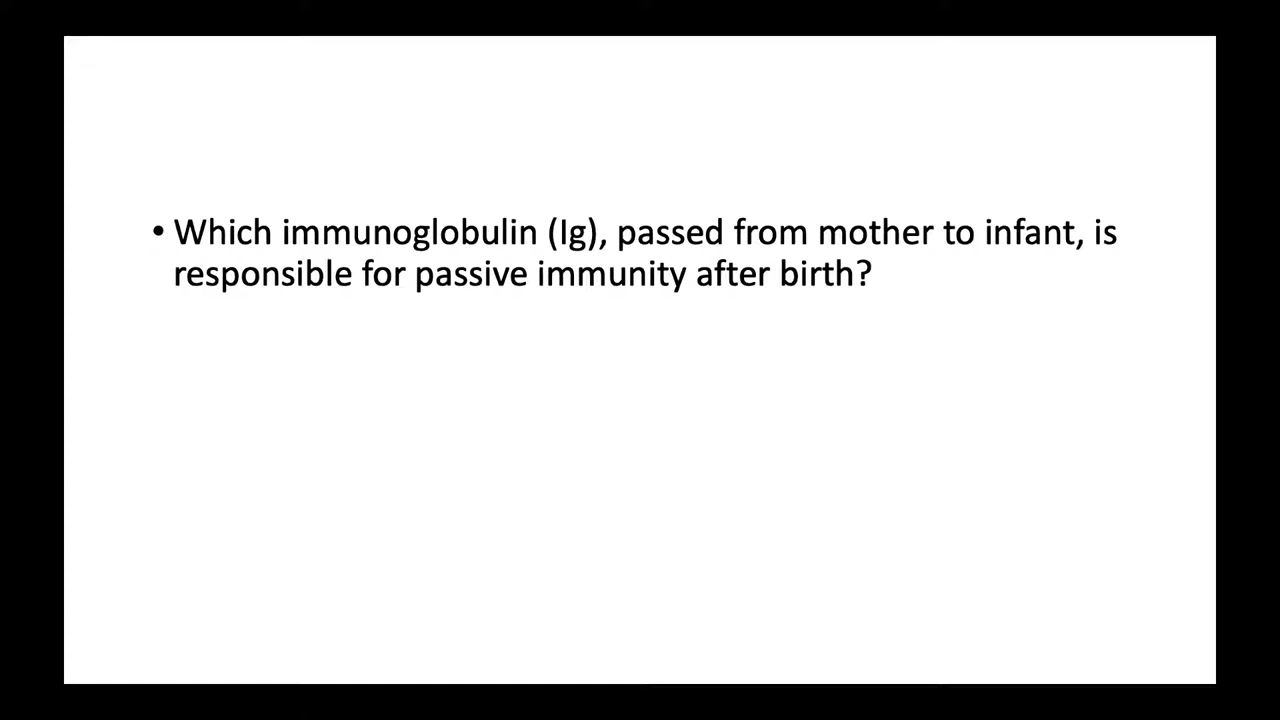 • Which immunoglobulin (Ig), passed from mother to infant, is
responsible for passive immunity after birth?